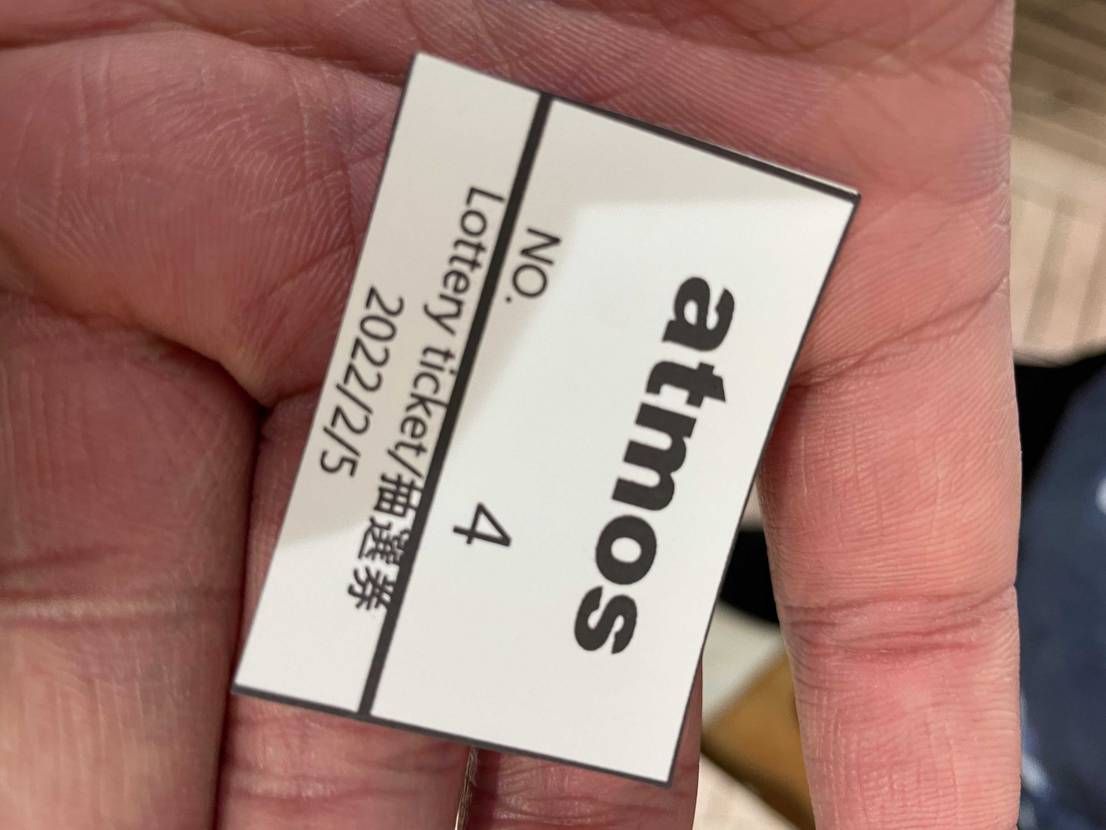 atmos
NO. 4
Lottery ticket/抽選券
2022/2/5